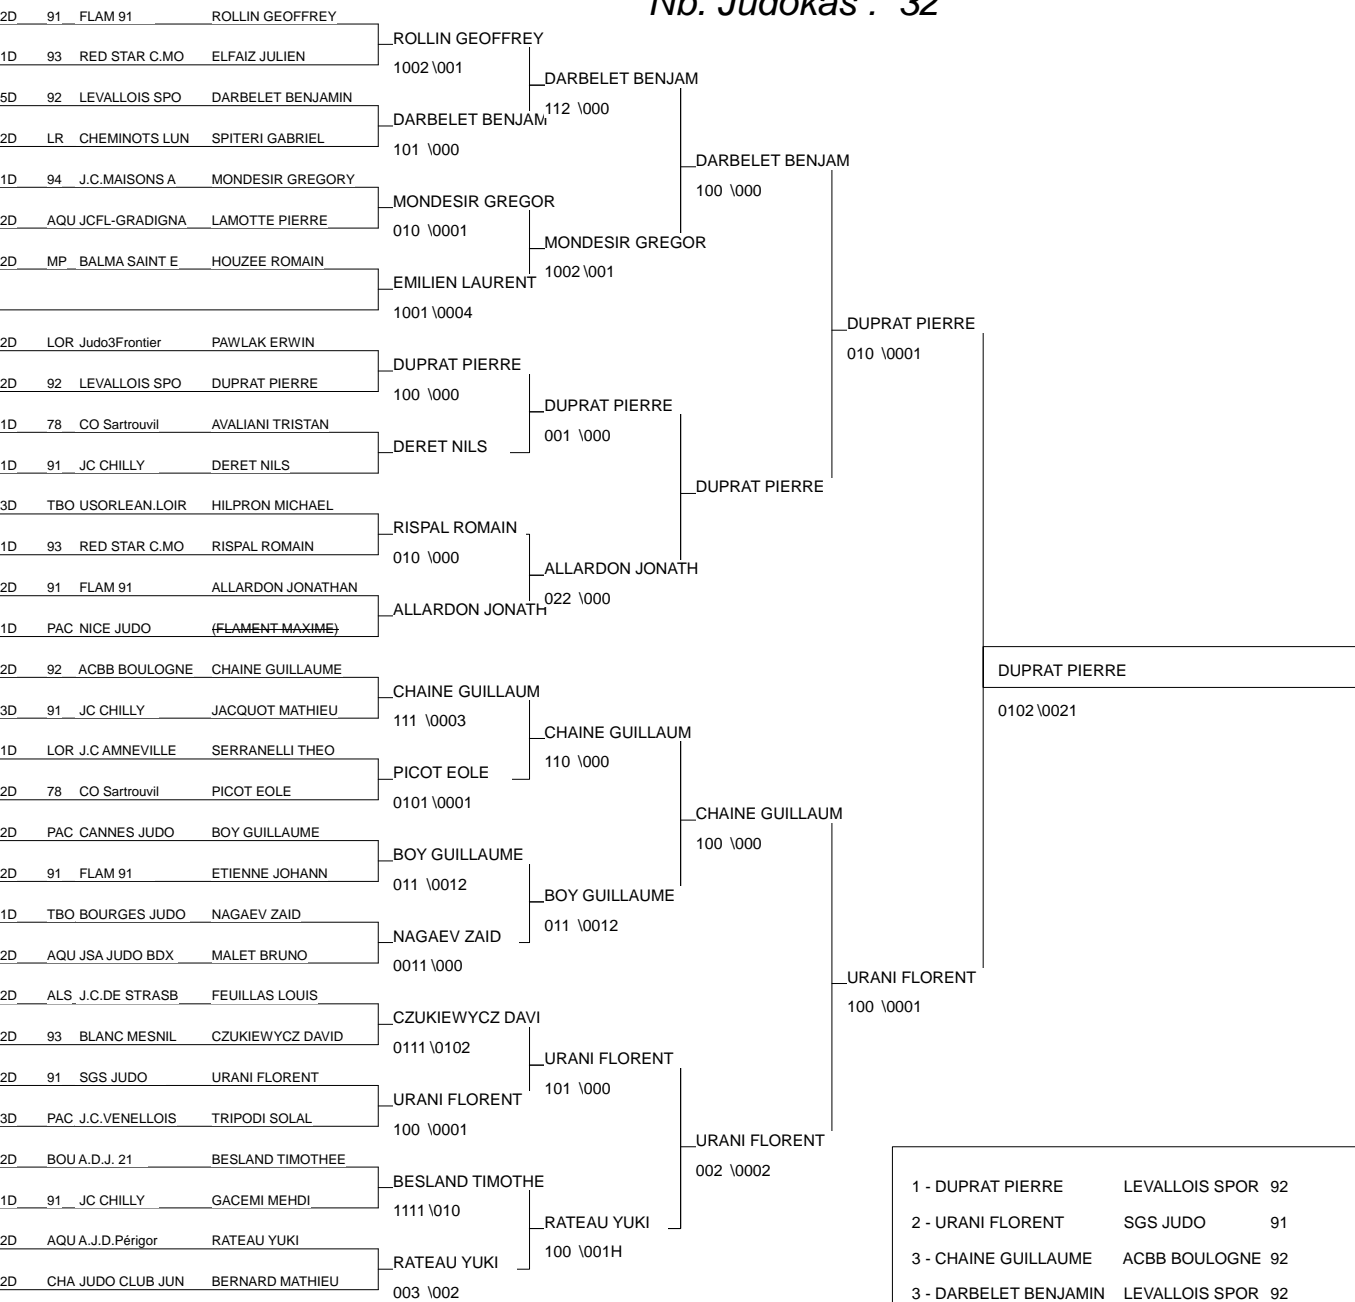 Nb. Judokas : 32
2D 91 FLAM 91 ROLLIN GEOFFREY
1D 93 RED STAR C.MO ELFAIZ JULIEN
5D 92 LEVALLOIS SPO DARBELET BENJAMIN
2D LR CHEMINOTS LUN SPITERI GABRIEL
1D 94 J.C.MAISONS A MONDESIR GREGORY
2D AQU JCFL-GRADIGNA LAMOTTE PIERRE
2D MP BALMA SAINT E HOUZEE ROMAIN
2D LOR Judo3Frontier PAWLAK ERWIN
2D 92 LEVALLOIS SPO DUPRAT PIERRE
1D 78 CO Sartrouvil AVALIANI TRISTAN
1D 91 JC CHILLY DERET NILS
3D TBO USORLEAN.LOIR HILPRON MICHAEL
1D 93 RED STAR C.MO RISPAL ROMAIN
2D 91 FLAM 91 ALLARDON JONATHAN
1D PAC NICE JUDO (FLAMENT MAXIME)
2D 92 ACBB BOULOGNE CHAINE GUILLAUME
3D 91 JC CHILLY JACQUOT MATHIEU
1D LOR J.C AMNEVILLE SERRANELLI THEO
2D 78 CO Sartrouvil PICOT EOLE
2D PAC CANNES JUDO BOY GUILLAUME
2D 91 FLAM 91 ETIENNE JOHANN
1D TBO BOURGES JUDO NAGAEV ZAID
2D AQU JSA JUDO BDX MALET BRUNO
2D ALS J.C.DE STRASB FEUILLAS LOUIS
2D 93 BLANC MESNIL CZUKIEWYCZ DAVID
2D 91 SGS JUDO URANI FLORENT
3D PAC J.C.VENELLOIS TRIPODI SOLAL
2D BOU A.D.J. 21 BESLAND TIMOTHEE
1D 91 JC CHILLY GACEMI MEHDI
2D AQU A.J.D.Périgor RATEAU YUKI
2D CHA JUDO CLUB JUN BERNARD MATHIEU
ROLLIN GEOFFREY
1002 \001
DARBELET BENJAM
101 \000
MONDESIR GREGOR
010 \0001
EMILIEN LAURENT
1001 \0004
DUPRAT PIERRE
100 \000
DERET NILS
RISPAL ROMAIN
010 \000
ALLARDON JONATH
CHAINE GUILLAUM
111 \0003
PICOT EOLE
0101 \0001
BOY GUILLAUME
011 \0012
NAGAEV ZAID
0011 \000
CZUKIEWYCZ DAVI
0111 \0102
URANI FLORENT
100 \0001
BESLAND TIMOTHE
1111 \010
RATEAU YUKI
003 \002
DARBELET BENJAM
112 \000
MONDESIR GREGOR
1002 \001
DUPRAT PIERRE
001 \000
ALLARDON JONATH
022 \000
CHAINE GUILLAUM
110 \000
BOY GUILLAUME
011 \0012
URANI FLORENT
101 \000
RATEAU YUKI
100 \001H
DARBELET BENJAM
100 \000
DUPRAT PIERRE
CHAINE GUILLAUM
100 \000
URANI FLORENT
002 \0002
DUPRAT PIERRE
010 \0001
URANI FLORENT
100 \0001
DUPRAT PIERRE
0102 \0021
1 - DUPRAT PIERRE LEVALLOIS SPOR 92
2 - URANI FLORENT SGS JUDO 91
3 - CHAINE GUILLAUME ACBB BOULOGNE 92
3 - DARBELET BENJAMIN LEVALLOIS SPOR 92